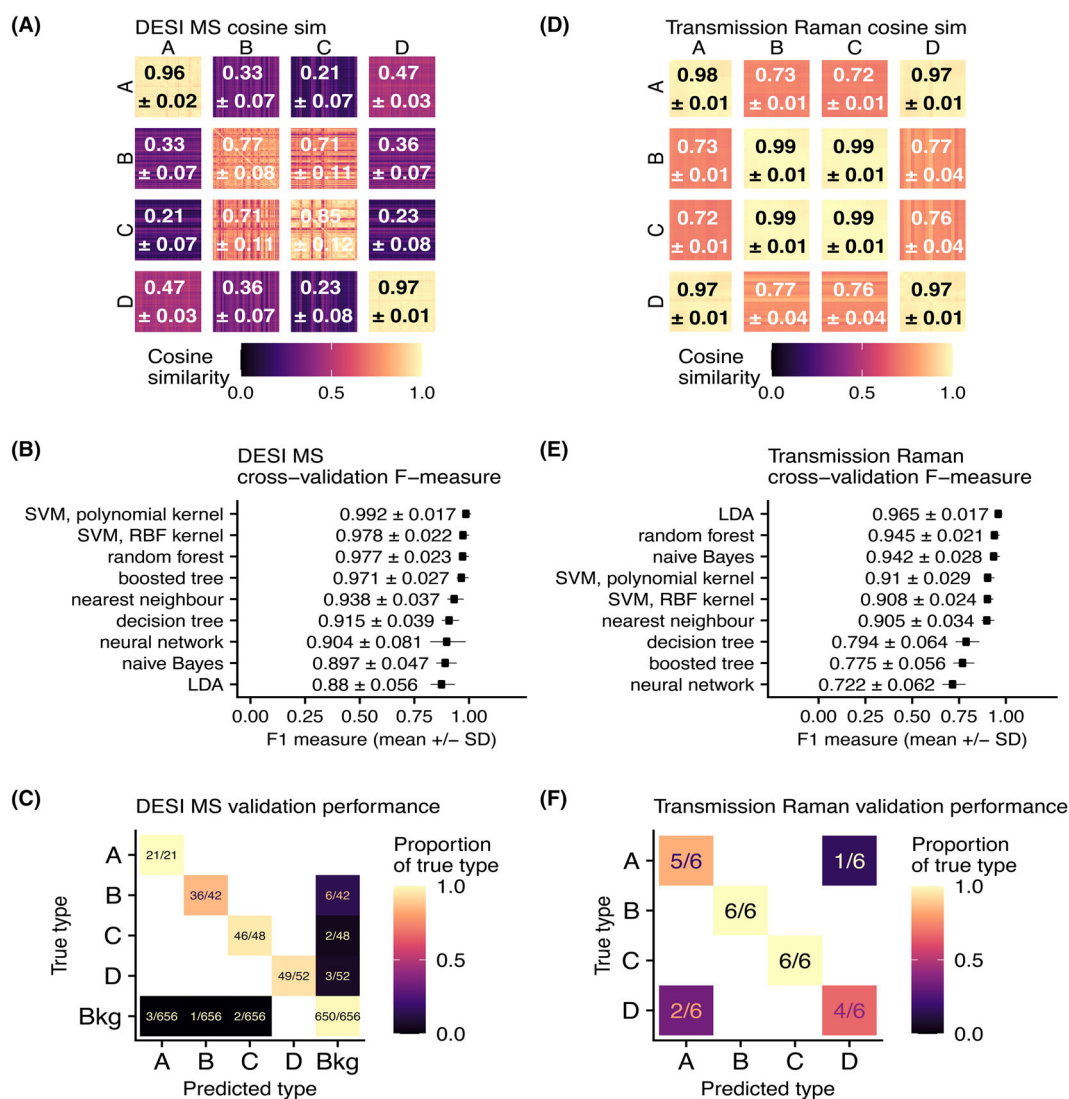 (A)
DESI MS cosine sim
A B C D
A
0.96 0.33 0.21 0.47
± 0.02 ± 0.07 ± 0.07 ± 0.03
B
0.33 0.77 0.71 0.36
± 0.07 ± 0.08 ± 0.11 ± 0.07
C
0.21 0.71 0.85 0.23
± 0.07 ± 0.11 ± 0.12 ± 0.08
D
0.47 0.36 0.23 0.97
± 0.03 ± 0.07 ± 0.08 ± 0.01
Cosine
similarity
0.0 0.5 1.0
(D)
Transmission Raman cosine sim
A B C D
A
0.98 0.73 0.72 0.97
± 0.01 ± 0.01 ± 0.01 ± 0.01
B
0.73 0.99 0.99 0.77
± 0.01 ± 0.01 ± 0.01 ± 0.04
C
0.72 0.99 0.99 0.76
± 0.01 ± 0.01 ± 0.01 ± 0.04
D
0.97 0.77 0.76 0.97
± 0.01 ± 0.04 ± 0.04 ± 0.01
Cosine
similarity
0.0 0.5 1.0
(B)
DESI MS
cross−validation F−measure
SVM, polynomial kernel 0.992 ± 0.017
SVM, RBF kernel 0.978 ± 0.022
random forest 0.977 ± 0.023
boosted tree 0.971 ± 0.027
nearest neighbour 0.938 ± 0.037
decision tree 0.915 ± 0.039
neural network 0.904 ± 0.081
naive Bayes 0.897 ± 0.047
LDA 0.88 ± 0.056
0.00 0.25 0.50 0.75 1.00
F1 measure (mean +/− SD)
(E)
Transmission Raman
cross−validation F−measure
LDA 0.965 ± 0.017
random forest 0.945 ± 0.021
naive Bayes 0.942 ± 0.028
SVM, polynomial kernel 0.91 ± 0.029
SVM, RBF kernel 0.908 ± 0.024
nearest neighbour 0.905 ± 0.034
decision tree 0.794 ± 0.064
boosted tree 0.775 ± 0.056
neural network 0.722 ± 0.062
0.00 0.25 0.50 0.75 1.00
F1 measure (mean +/− SD)
(C)
DESI MS validation performance
True type
A 21/21
B 36/42 6/42
C 46/48 2/48
D 49/52 3/52
Bkg 3/656 1/656 2/656 650/656
A B C D Bkg
Predicted type
Proportion
of true type
1.0
0.5
0.0
(F)
Transmission Raman validation performance
True type
A 5/6 1/6
B 6/6
C 6/6
D 2/6 4/6
A B C D
Predicted type
Proportion
of true type
1.0
0.5
0.0